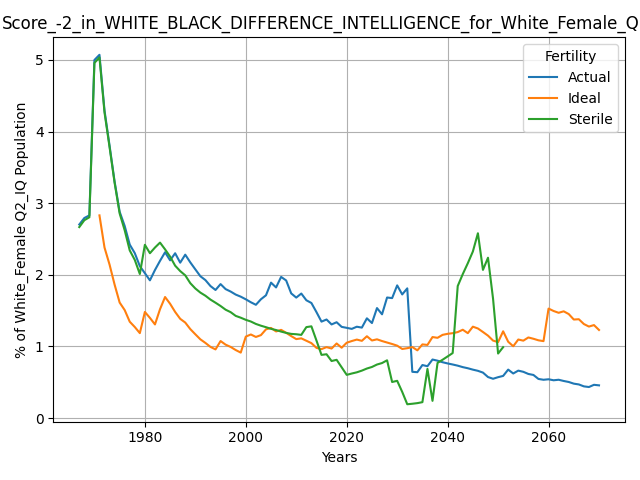 Score_-2_in_WHITE_BLACK_DIFFERENCE_INTELLIGENCE_for_White_Female_Q
Fertility
Actual
Ideal
Sterile
% of White_Female Q2_IQ Population
5
4
3
2
1
0
1980 2000 2020 2040 2060
Years